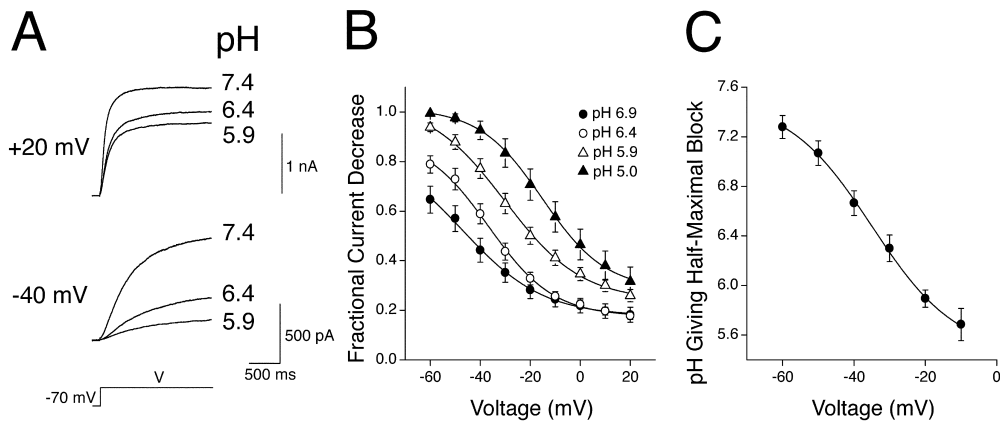 A
pH
7.4
6.4
5.9
+20 mV
1 nA
7.4
-40 mV
6.4
5.9
500 pA
500 ms
V
-70 mV
B
Fractional Current Decrease
1.0
0.8
0.6
0.4
0.2
0.0
pH 6.9
pH 6.4
pH 5.9
pH 5.0
-60 -40 -20 0 20
Voltage (mV)
C
pH Giving Half-Maximal Block
7.6
7.2
6.8
6.4
6.0
5.6
-60 -40 -20 0
Voltage (mV)